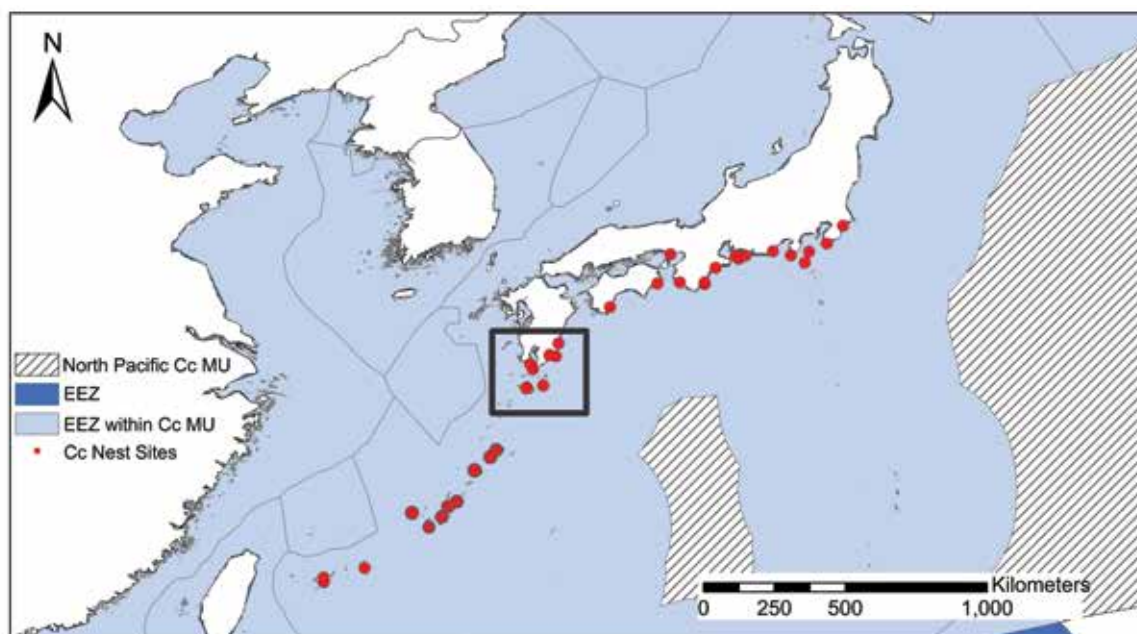 N
North Pacific Cc MU
EEZ
EEZ within Cc MU
Cc Nest Sites
Kilometers
0 250 500 1,000